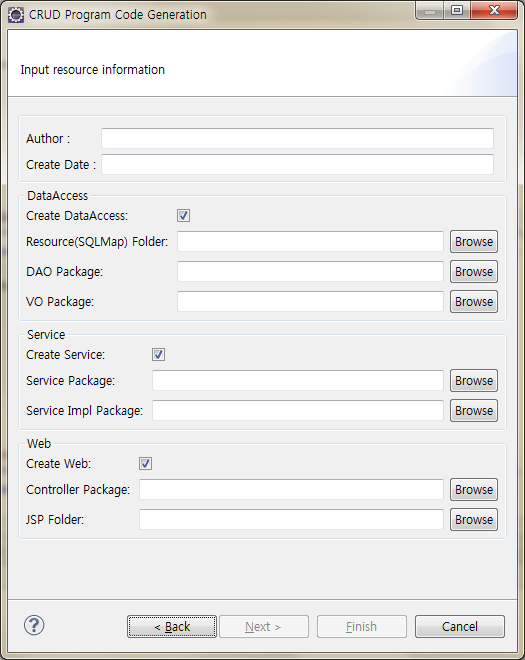 CRUD Program Code Generation
Input resource information
Author :
Create Date :
DataAccess
Create DataAccess:
Resource(SQLMap) Folder: Browse
DAO Package: Browse
VO Package: Browse
Service
Create Service:
Service Package: Browse
Service Impl Package: Browse
Web
Create Web:
Controller Package: Browse
JSP Folder: Browse
? < Back Next > Finish Cancel